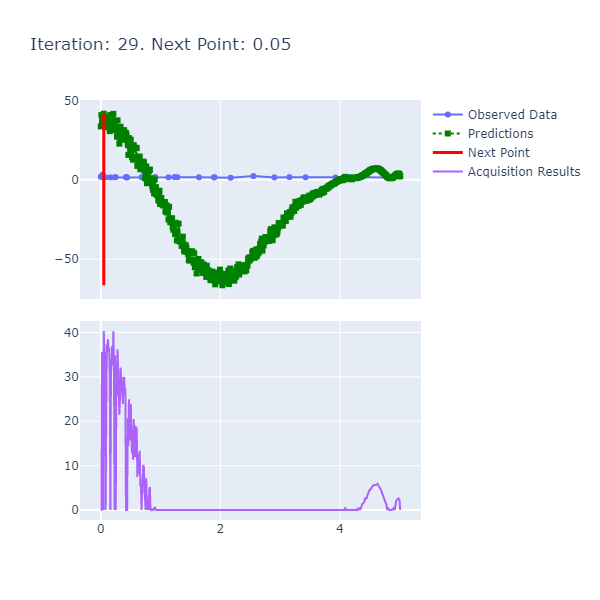 Iteration: 29. Next Point: 0.05
50
0
−50
Observed Data
Predictions
Next Point
Acquisition Results
40
30
20
10
0
0
2
4